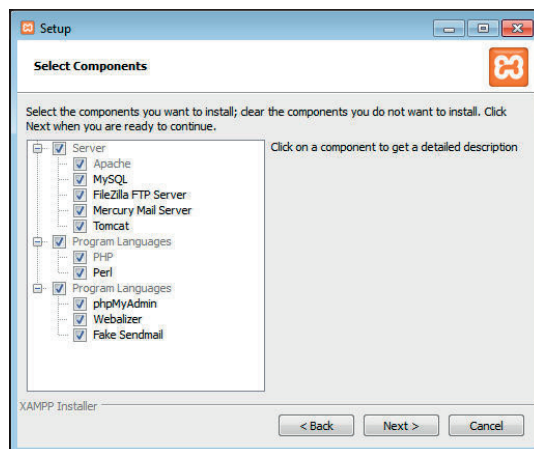 Setup
Select Components
Select the components you want to install; clear the components you do not want to install. Click
Next when you are ready to continue.
Server
Apache
MySQL
FileZilla FTP Server
Mercury Mail Server
Tomcat
Program Languages
PHP
Perl
Program Languages
phpMyAdmin
Webalizer
Fake Sendmail
Click on a component to get a detailed description
XAMPP Installer
< Back
Next >
Cancel